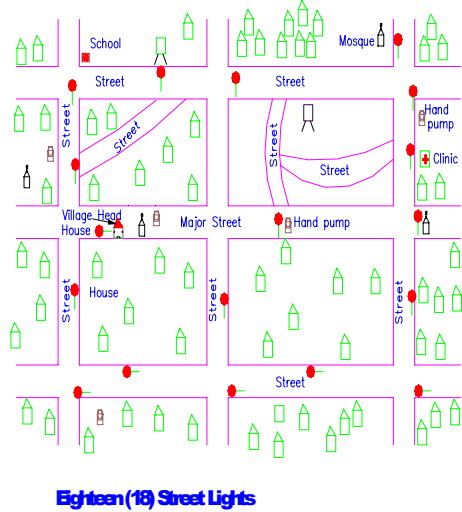 School
Mosque
Street
Street
Street
Street
Street
Street
Hand
pump
Clinic
Village Head
House
Major Street
Hand pump
House
Street
Street
Street
Street
Eighteen (18) Street Lights